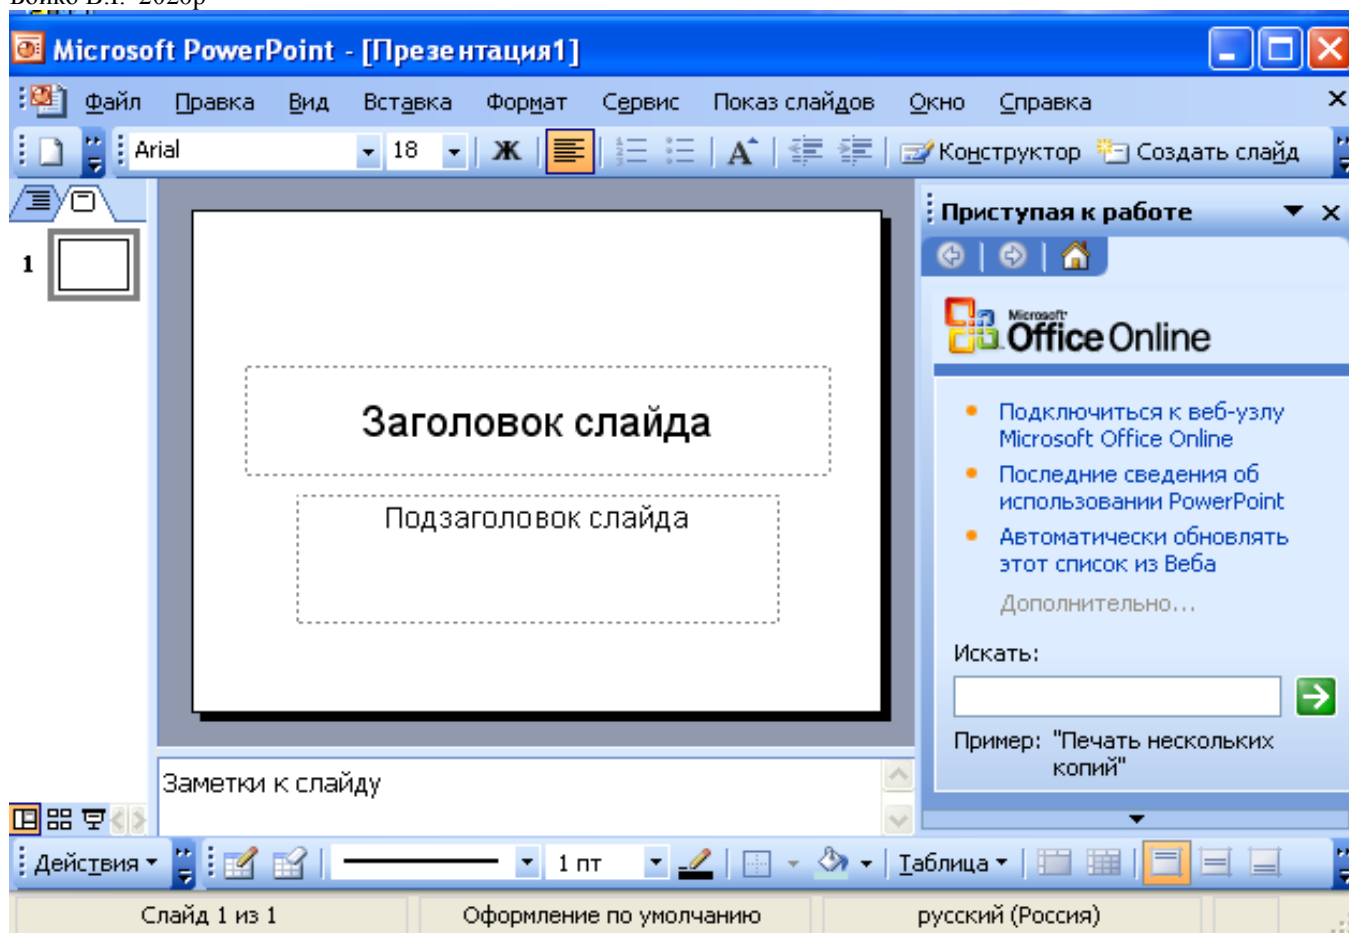 Microsoft PowerPoint - [Презентация1]
Файл Правка Вид Вставка Формат Сервис Показ слайдов Окно Справка
Arial 18 Ж A Конструктор Создать слайд
Приступая к работе
1
Microsoft
Office Online
Заголовок слайда
Подзаголовок слайда
Подключиться к веб-узлу
Microsoft Office Online
Последние сведения об
использовании PowerPoint
Автоматически обновлять
этот список из Веба
Дополнительно...
Искать:
Пример: "Печать нескольких
копий"
Заметки к слайду
Действия 1 пт Таблица
Слайд 1 из 1 Оформление по умолчанию русский (Россия)